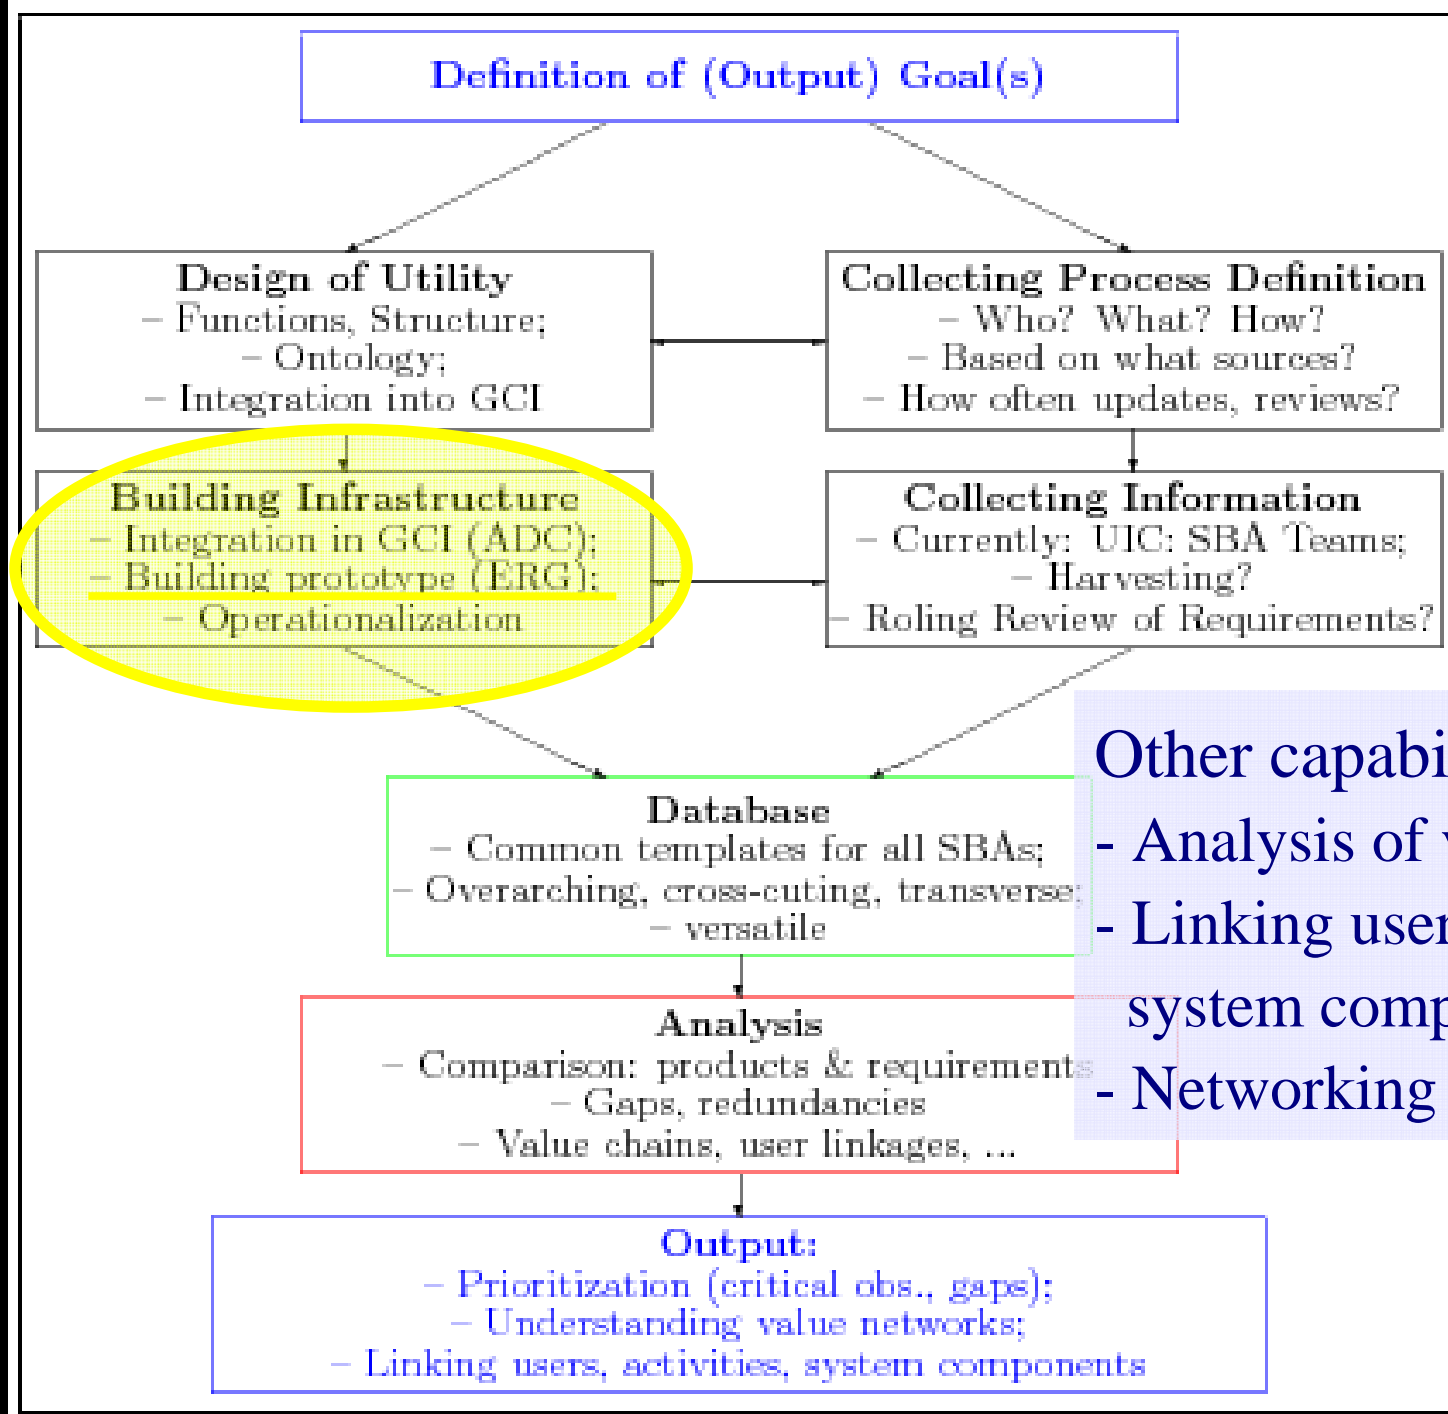 Definition of (Output) Goal(s)
Design of Utility
– Functions, Structure;
– Ontology;
– Integration into GCI
Collecting Process Definition
– Who? What? How?
– Based on what sources?
– How often updates, reviews?
Building Infrastructure
– Integration in GCI (ADC);
– Building prototype (ERG);
– Operationalization
Collecting Information
– Currently: UIC: SBA Teams;
– Harvesting?
– Roling Review of Requirements?
Database
– Common templates for all SBAs;
– Overarching, cross-cuting, transverse;
– versatile
Analysis
– Comparison: products & requirements
– Gaps, redundancies
– Value chains, user linkages, ...
Output:
– Prioritization (critical obs., gaps);
– Understanding value networks;
– Linking users, activities, system components
Other
- Analysis of
- Linking
system
- Networking